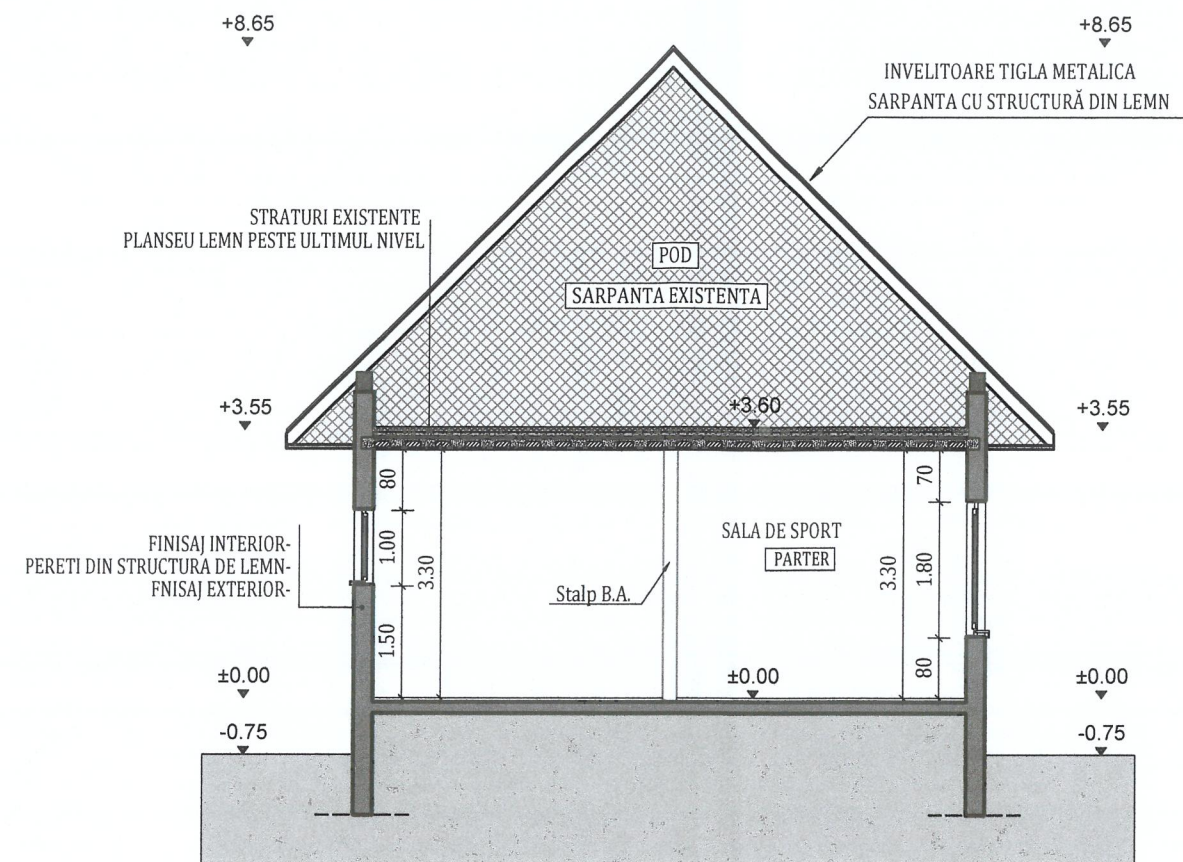 +8.65
+8.65
INVELITOARE TIGLA METALICA
SARPANTA CU STRUCTURĂ DIN LEMN
STRATURI EXISTENTE
PLANSEU LEMN PESTE ULTIMUL NIVEL
POD
SARPANTA EXISTENTA
+3.55
+3.60
+3.55
80
1.00
1.50
3.30
FINISAJ INTERIOR-
PERETI DIN STRUCTURA DE LEMN-
FNISAJ EXTERIOR-
Stalp B.A.
SALA DE SPORT
PARTER
3.30
70
1.80
80
±0.00
±0.00
±0.00
-0.75
-0.75